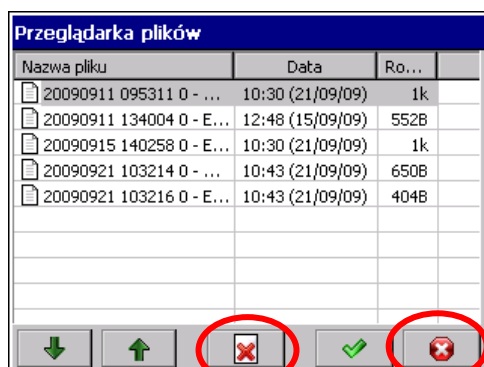 Przeglądarka plików
Nazwa pliku Data Ro...
20090911 095311 0 - ... 10:30 (21/09/09) 1k
20090911 134004 0 - E... 12:48 (15/09/09) 552B
20090915 140258 0 - E... 10:30 (21/09/09) 1k
20090921 103214 0 - ... 10:43 (21/09/09) 650B
20090921 103216 0 - E... 10:43 (21/09/09) 404B